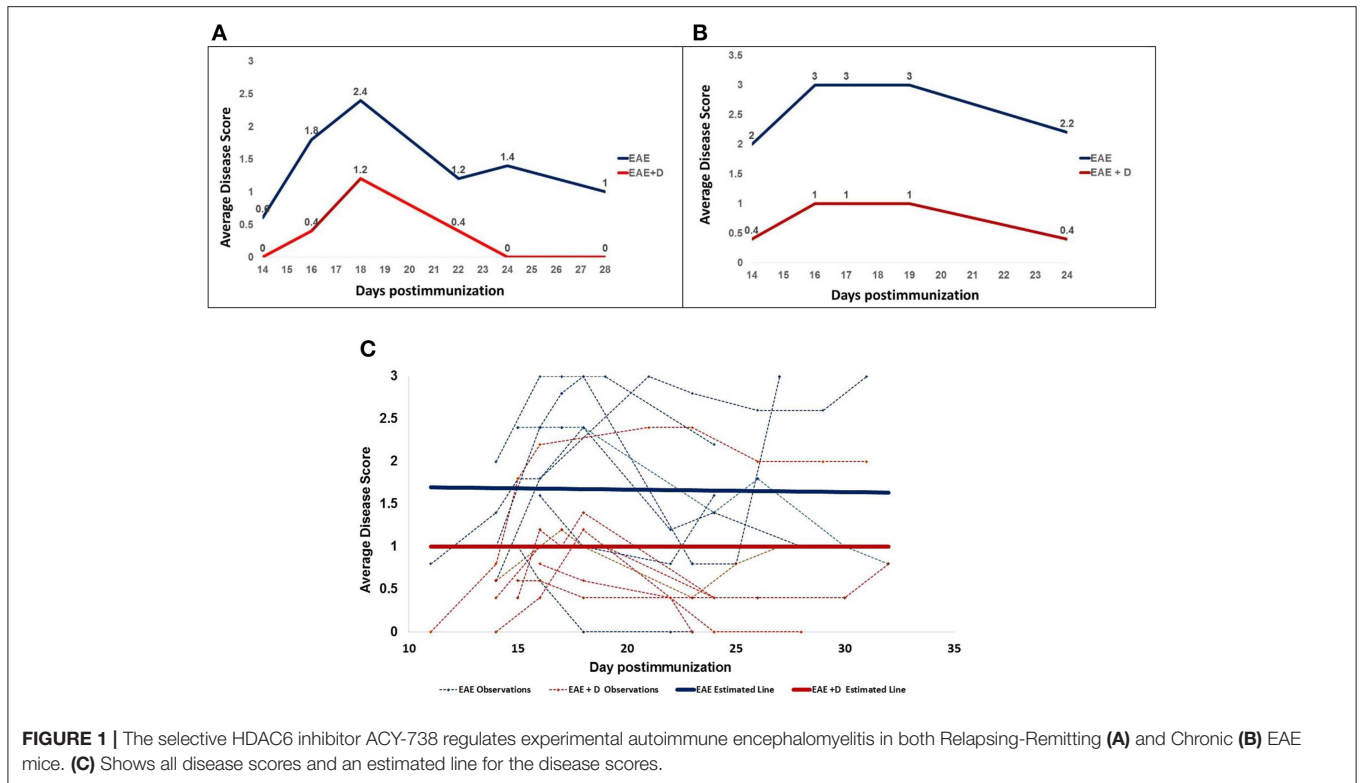 A
3
2.5
2
1.5
1
0.5
0
Average Disease Score
0.6
1.8
2.4
1.2
1.4
1
0
0.4
1.2
0.4
0
0
EAE
EAE+D
14 15 16 17 18 19 20 21 22 23 24 25 26 27 28
Days postimmunization
B
3.5
3
2.5
2
1.5
1
0.5
0
Average Disease Score
2
3
3
3
2.2
0.4
1
1
1
0.4
EAE
EAE + D
14 15 16 17 18 19 20 21 22 23 24
Days postimmunization
C
3
2.5
2
1.5
1
0.5
0
Average Disease Score
10 15 20 25 30 35
Day postimmunization
EAE Observations EAE + D Observations EAE Estimated Line EAE +D Estimated Line
FIGURE 1 | The selective HDAC6 inhibitor ACY-738 regulates experimental autoimmune encephalomyelitis in both Relapsing-Remitting (A) and Chronic (B) EAE
mice. (C) Shows all disease scores and an estimated line for the disease scores.